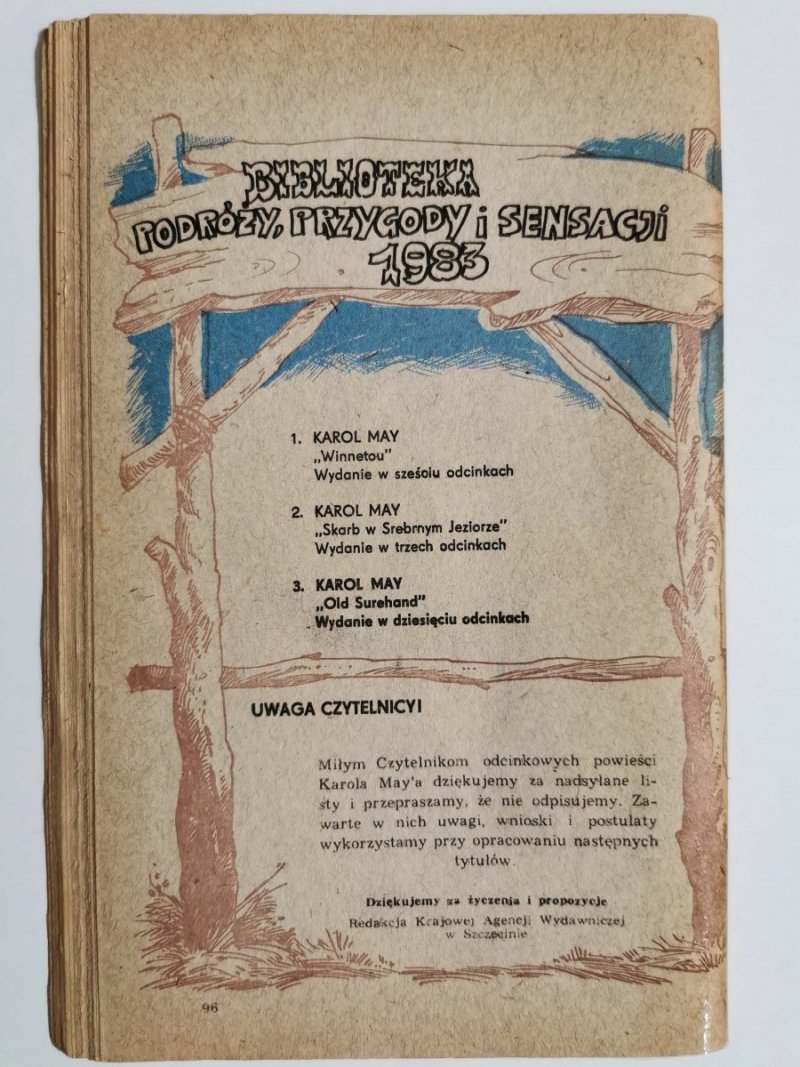 BIBLIOTEKA
PODRÓŻY, PRZYGODY i SENSACJI
1983
1. KAROL MAY
„Winnetou"
Wydanie w sześciu odcinkach
2. KAROL MAY
„Skarb w Srebrnym Jeziorze"
Wydanie w trzech odcinkach
3. KAROL MAY
„Old Surehand"
Wydanie w dziesięciu odcinkach
UWAGA CZYTELNICY!
Miłym Czytelnikom odcinkowych powieści
Karola May'a dziękujemy za nadsyłane li-
sty i przepraszamy, że nie odpisujemy. Za-
warte w nich uwagi, wnioski i postulaty
wykorzystamy przy opracowaniu następnych
tytułów.
Dziękujemy za życzenia i propozycje
Redakcja Krajowej Agencji Wydawniczej
w Szczecinie
96